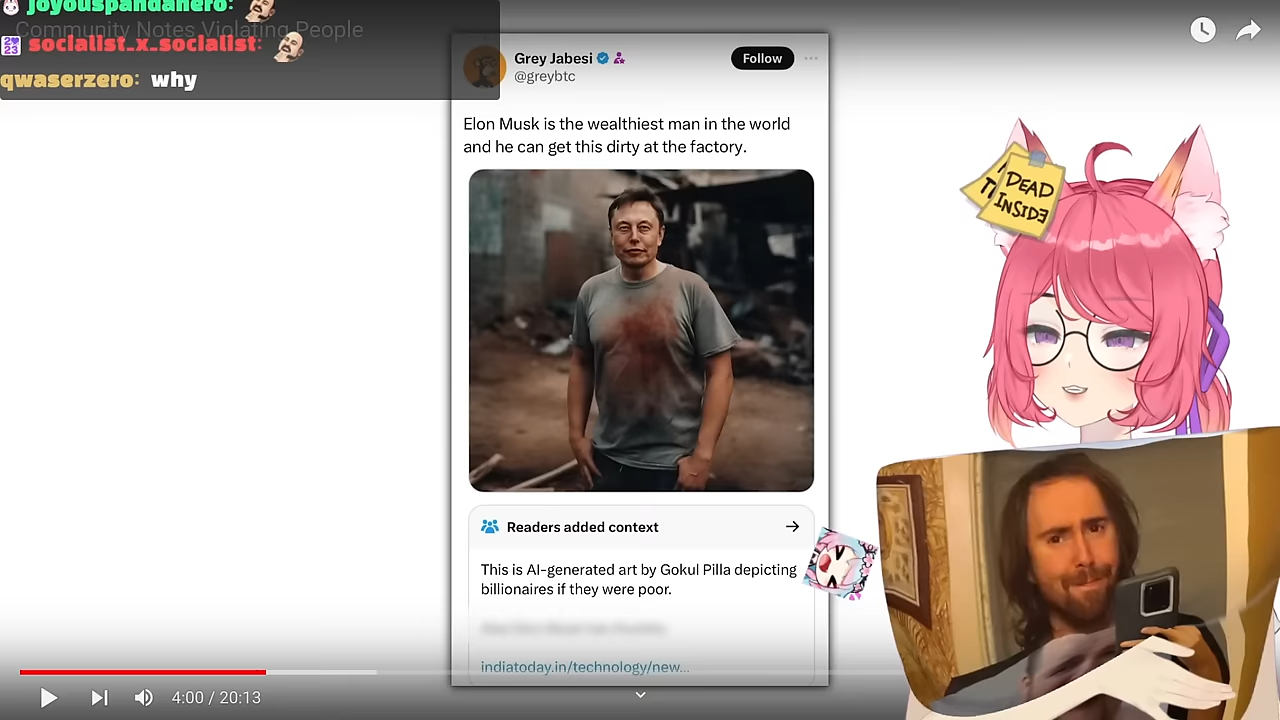 joyouspandahero:
Community Notes Violating People
socialist_x_socialist:
qwaserzero: why
Grey Jabesi
@greybtc
Follow
Elon Musk is the wealthiest man in the world
and he can get this dirty at the factory.
Readers added context
This is AI-generated art by Gokul Pilla depicting
billionaires if they were poor.
indiatoday.in/technology/new...
DEAD
INSIDE
4:00 / 20:13